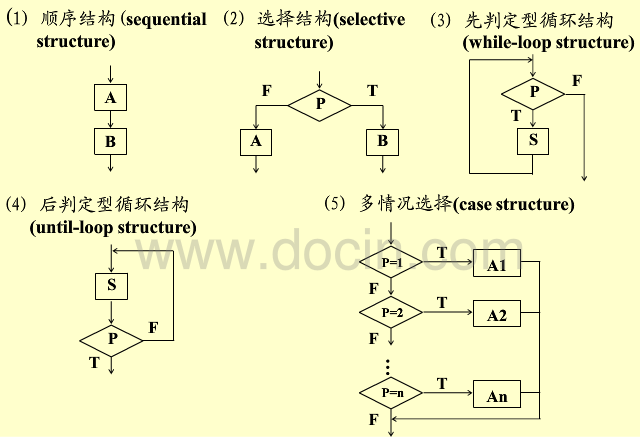 (1) 顺序结构 (sequential
structure)
A
B
(2) 选择结构(selective
structure)
F
T
P
A
B
(3) 先判定型循环结构
(while-loop structure)
P
F
T
S
(4) 后判定型循环结构
(until-loop structure)
S
P
F
T
(5) 多情况选择(case structure)
P=1
T
A1
F
P=2
T
A2
F
P=n
T
An
F
www.docin.com